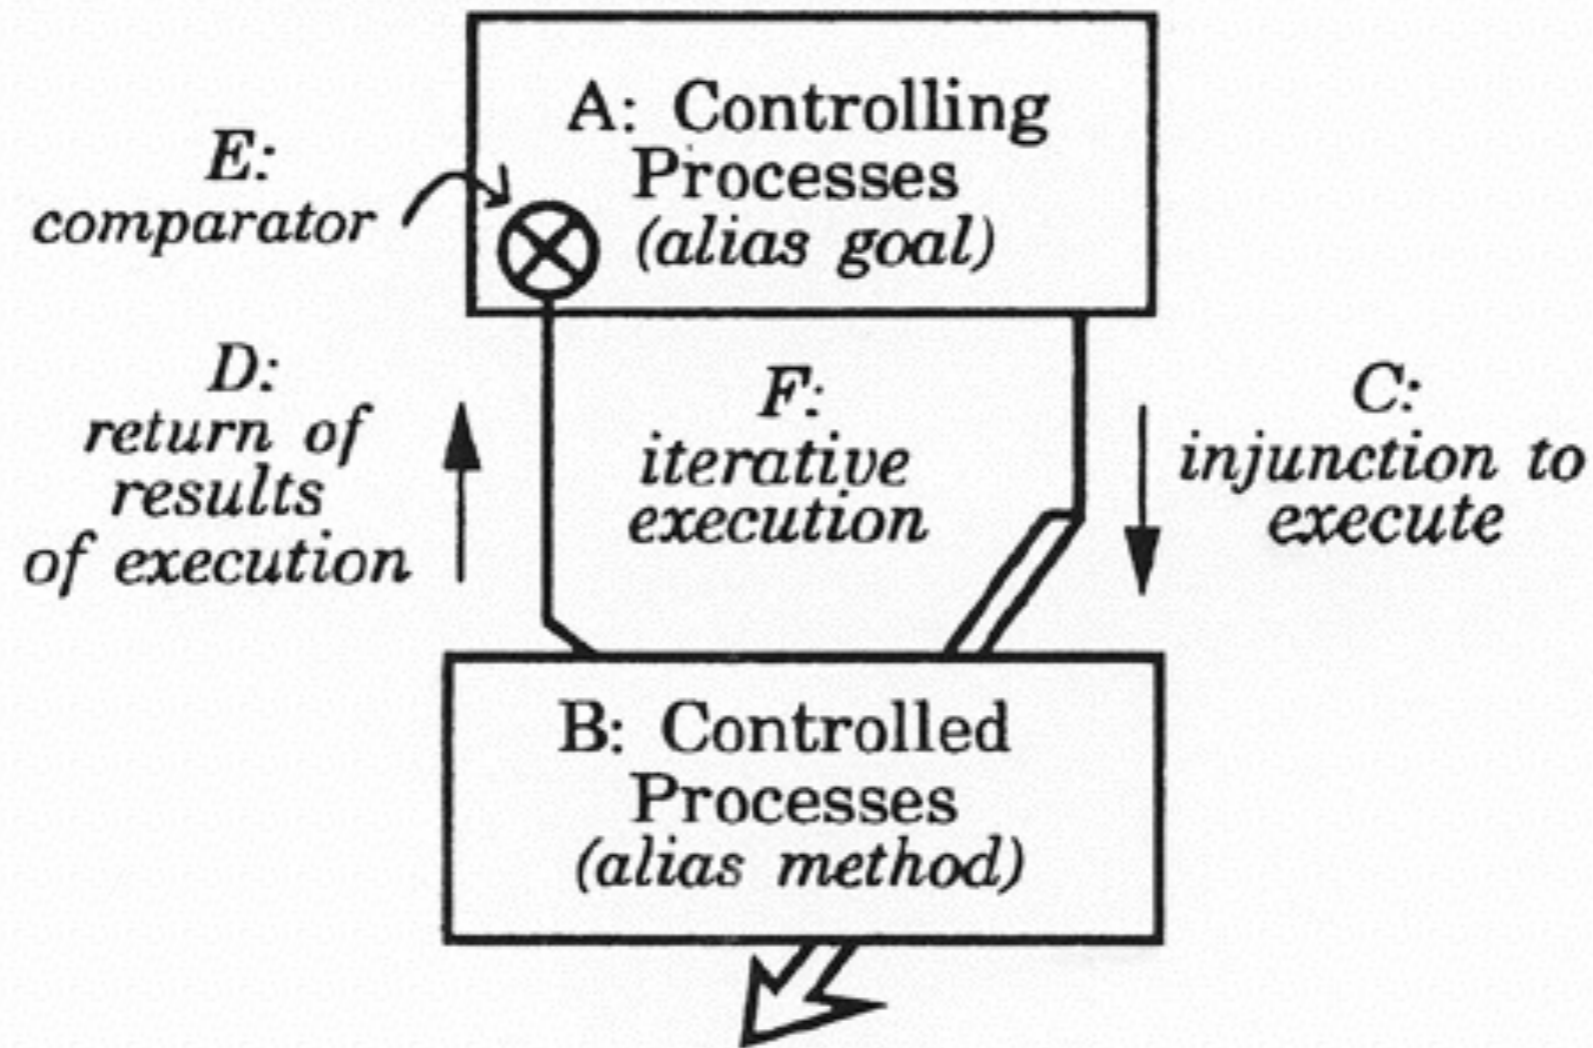 A: Controlling
Processes
(alias goal)
E:
comparator
D:
return of
results
of execution
F:
iterative
execution
C:
injunction to
execute
B: Controlled
Processes
(alias method)